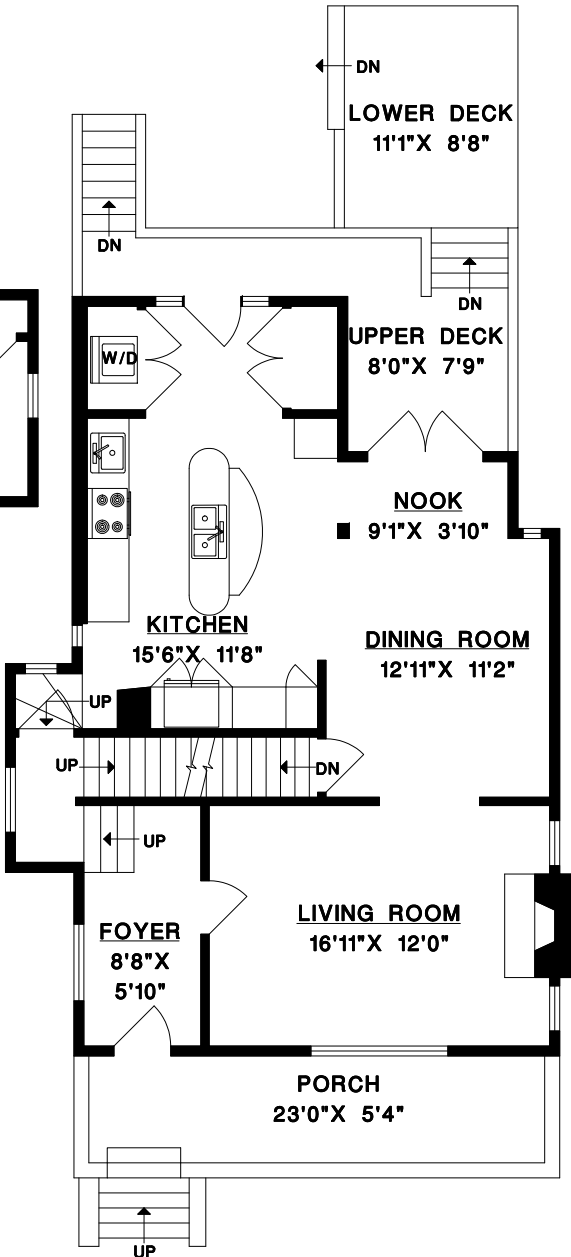 DN
LOWER DECK
11'1"X 8'8"
DN
DN
UPPER DECK
8'0"X 7'9"
W/D
NOOK
9'1"X 3'10"
KITCHEN
15'6"X 11'8"
DINING ROOM
12'11"X 11'2"
UP
UP
DN
UP
LIVING ROOM
16'11"X 12'0"
FOYER
8'8"X
5'10"
PORCH
23'0"X 5'4"
UP